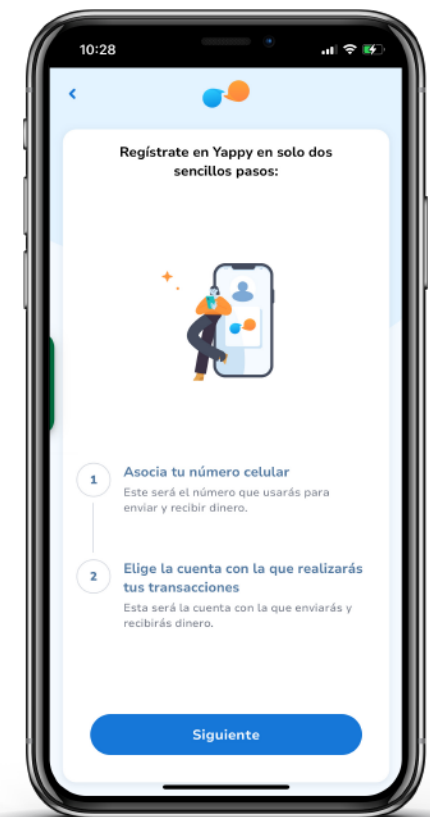 10:28
Regístrate en Yappy en solo dos
sencillos pasos:
1
Asocia tu número celular
Este será el número que usarás para
enviar y recibir dinero.
2
Elige la cuenta con la que realizarás
tus transacciones
Esta será la cuenta con la que enviarás y
recibirás dinero.
Siguiente